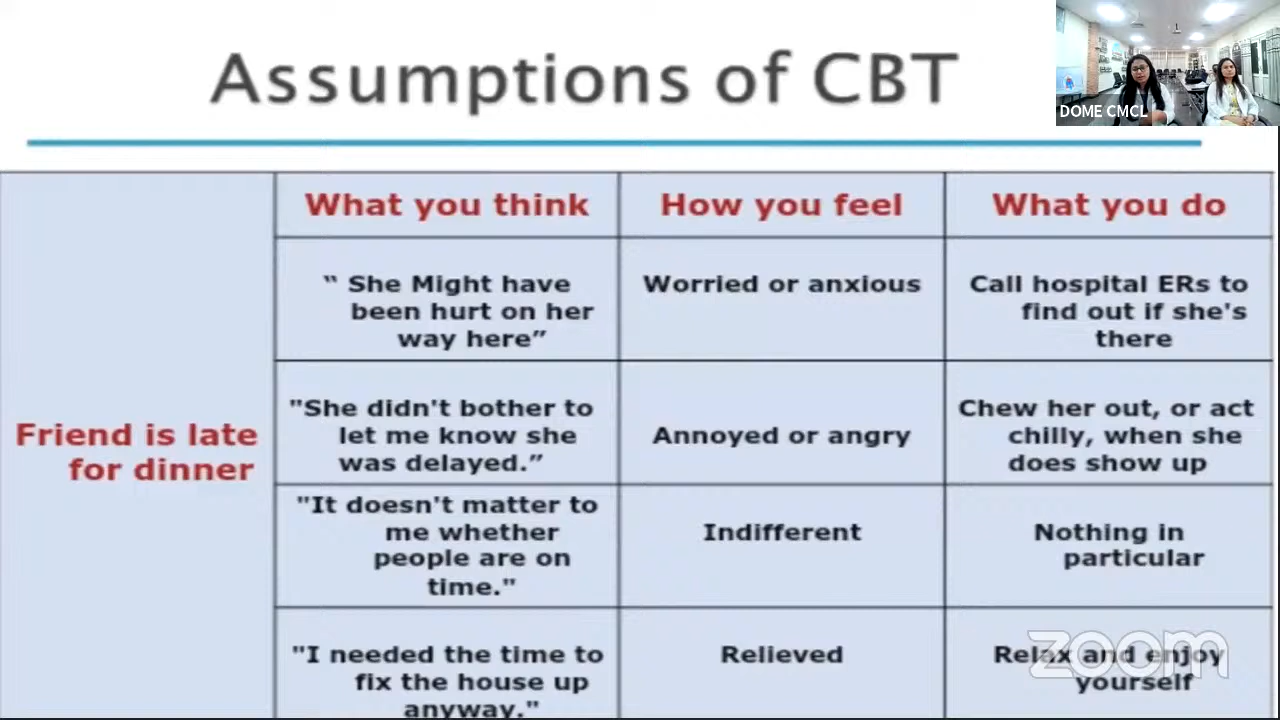 Assumptions of CBT
DOME CMCL
What you think
How you feel
What you do
Friend is late
for dinner
“ She Might have
been hurt on her
way here”
Worried or anxious
Call hospital ERs to
find out if she's
there
"She didn't bother to
let me know she
was delayed.”
Annoyed or angry
Chew her out, or act
chilly, when she
does show up
"It doesn't matter to
me whether
people are on
time."
Indifferent
Nothing in
particular
"I needed the time to
fix the house up
anyway."
Relieved
Relax and enjoy
yourself
zoom